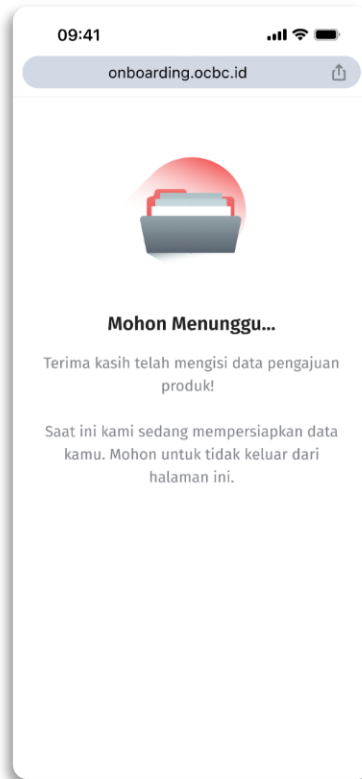 09:41
onboarding.ocbc.id
Mohon Menunggu...
Terima kasih telah mengisi data pengajuan
produk!
Saat ini kami sedang mempersiapkan data
kamu. Mohon untuk tidak keluar dari
halaman ini.